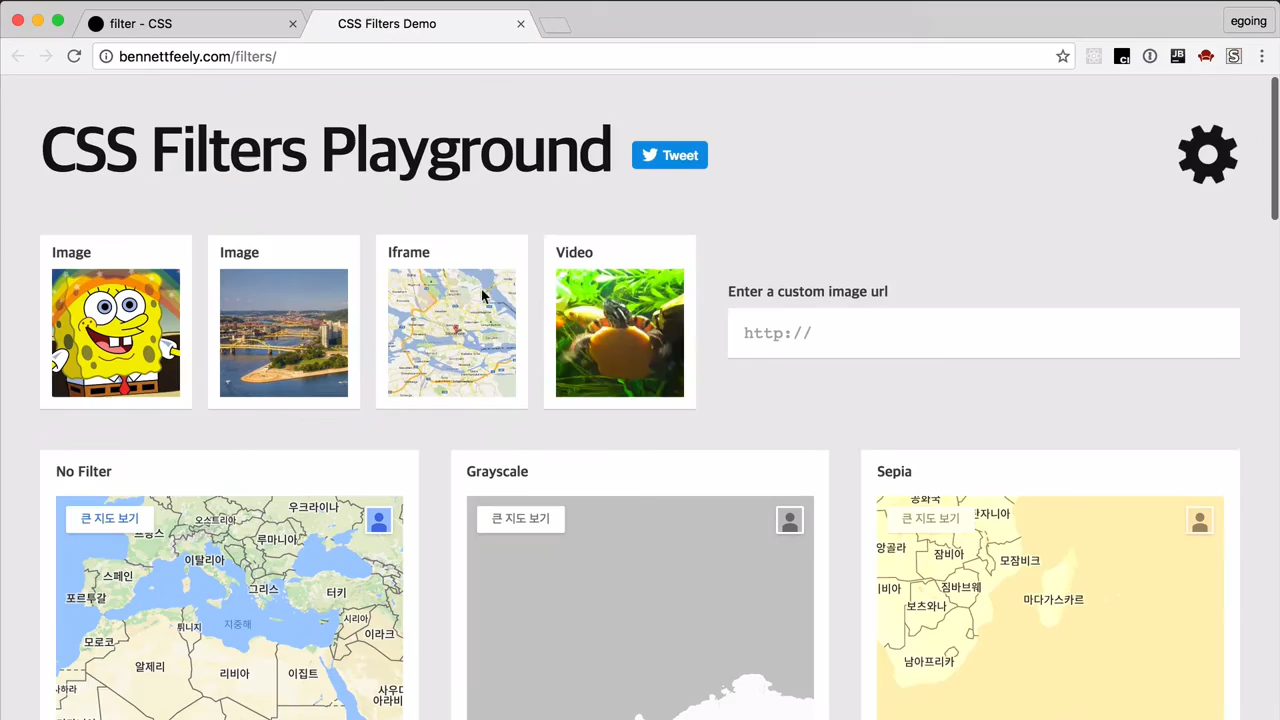 filter - CSS
CSS Filters Demo
egoing
bennettfeely.com/filters/
CSS Filters Playground
Tweet
Image
Image
Iframe
Video
Enter a custom image url
http://
No Filter
큰 지도 보기
우크라이나
오스트리아
프랑스
루마니아
이탈리아
스페인
그리스
포르투갈
터키
시리아
튀니지
지중해
이라크
모로코
알제리
리비아
이집트
사우디
아라비
Grayscale
큰 지도 보기
Sepia
큰 지도 보기
공화국
탄자니아
앙골라
잠비아
모잠비크
짐바브웨
보츠와나
마다가스카르
남아프리카